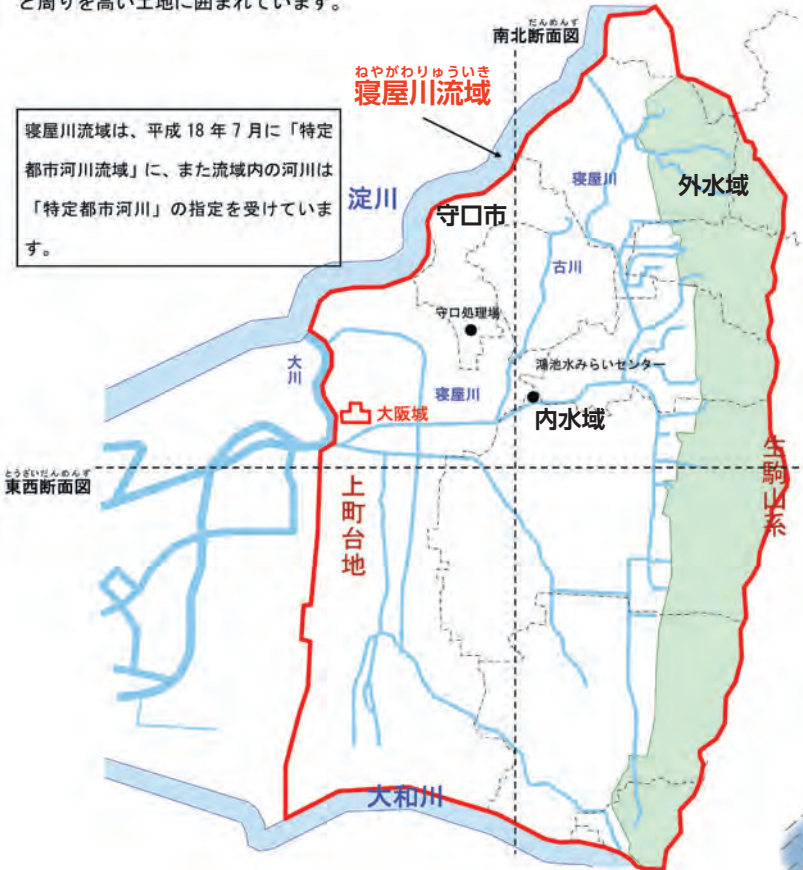 と周りを高い土地に囲まれています。
だんめんず
南北断面図
ねやがわりゅういき
寝屋川流域
寝屋川流域は、平成 18 年 7 月に「特定
都市河川流域」に、また流域内の河川は
「特定都市河川」の指定を受けていま
す。
淀川
守口市
寝屋川
外水域
古川
守口処理場
大川
鴻池水みらいセンター
寝屋川
大阪城
内水域
とうざいだんめんず
東西断面図
上町台地
生駒山系
大和川